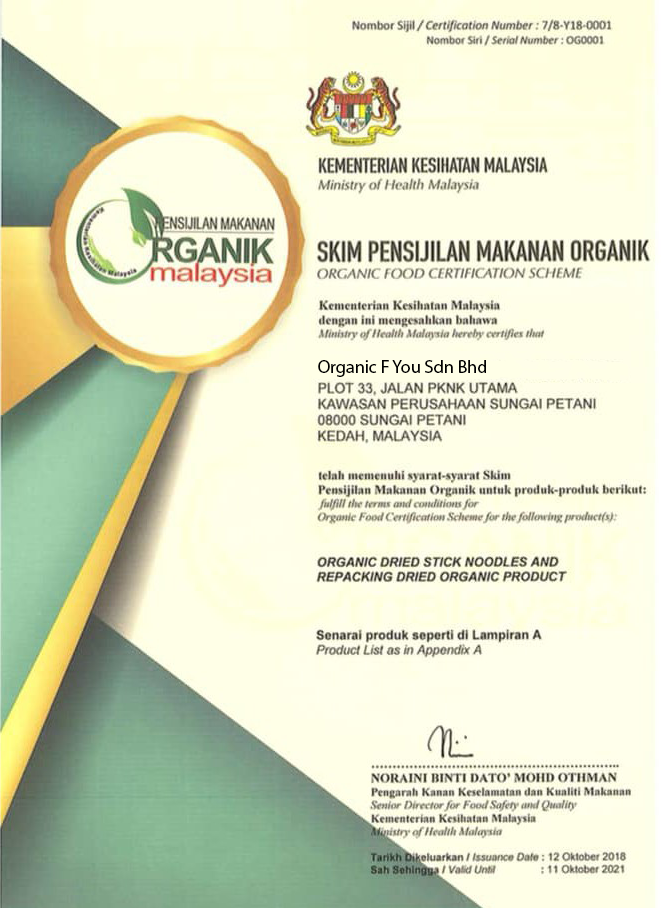 Nombor Sijil / Certification Number : 7/8-Y18-0001
Nombor Siri / Serial Number : OG0001
KEMENTERIAN KESIHATAN MALAYSIA
Ministry of Health Malaysia
PENSIJILAN MAKANAN
ORGANIK
malaysia
Kementerian Kesihatan Malaysia
SKIM PENSIJILAN MAKANAN ORGANIK
ORGANIC FOOD CERTIFICATION SCHEME
Kementerian Kesihatan Malaysia
dengan ini mengesahkan bahawa
Ministry of Health Malaysia hereby certifies that
Organic F You Sdn Bhd
PLOT 33, JALAN PKNK UTAMA
KAWASAN PERUSAHAAN SUNGAI PETANI
08000 SUNGAI PETANI
KEDAH, MALAYSIA
telah memenuhi syarat-syarat Skim
Pensijilan Makanan Organik untuk produk-produk berikut:
fulfill the terms and conditions for
Organic Food Certification Scheme for the following product(s):
ORGANIC DRIED STICK NOODLES AND
REPACKING DRIED ORGANIC PRODUCT
Senarai produk seperti di Lampiran A
Product List as in Appendix A
NORAINI BINTI DATO' MOHD OTHMAN
Pengarah Kanan Keselamatan dan Kualiti Makanan
Senior Director for Food Safety and Quality
Kementerian Kesihatan Malaysia
Ministry of Health Malaysia
Tarikh Dikeluarkan / Issuance Date : 12 Oktober 2018
Sah Sehingga / Valid Until : 11 Oktober 2021